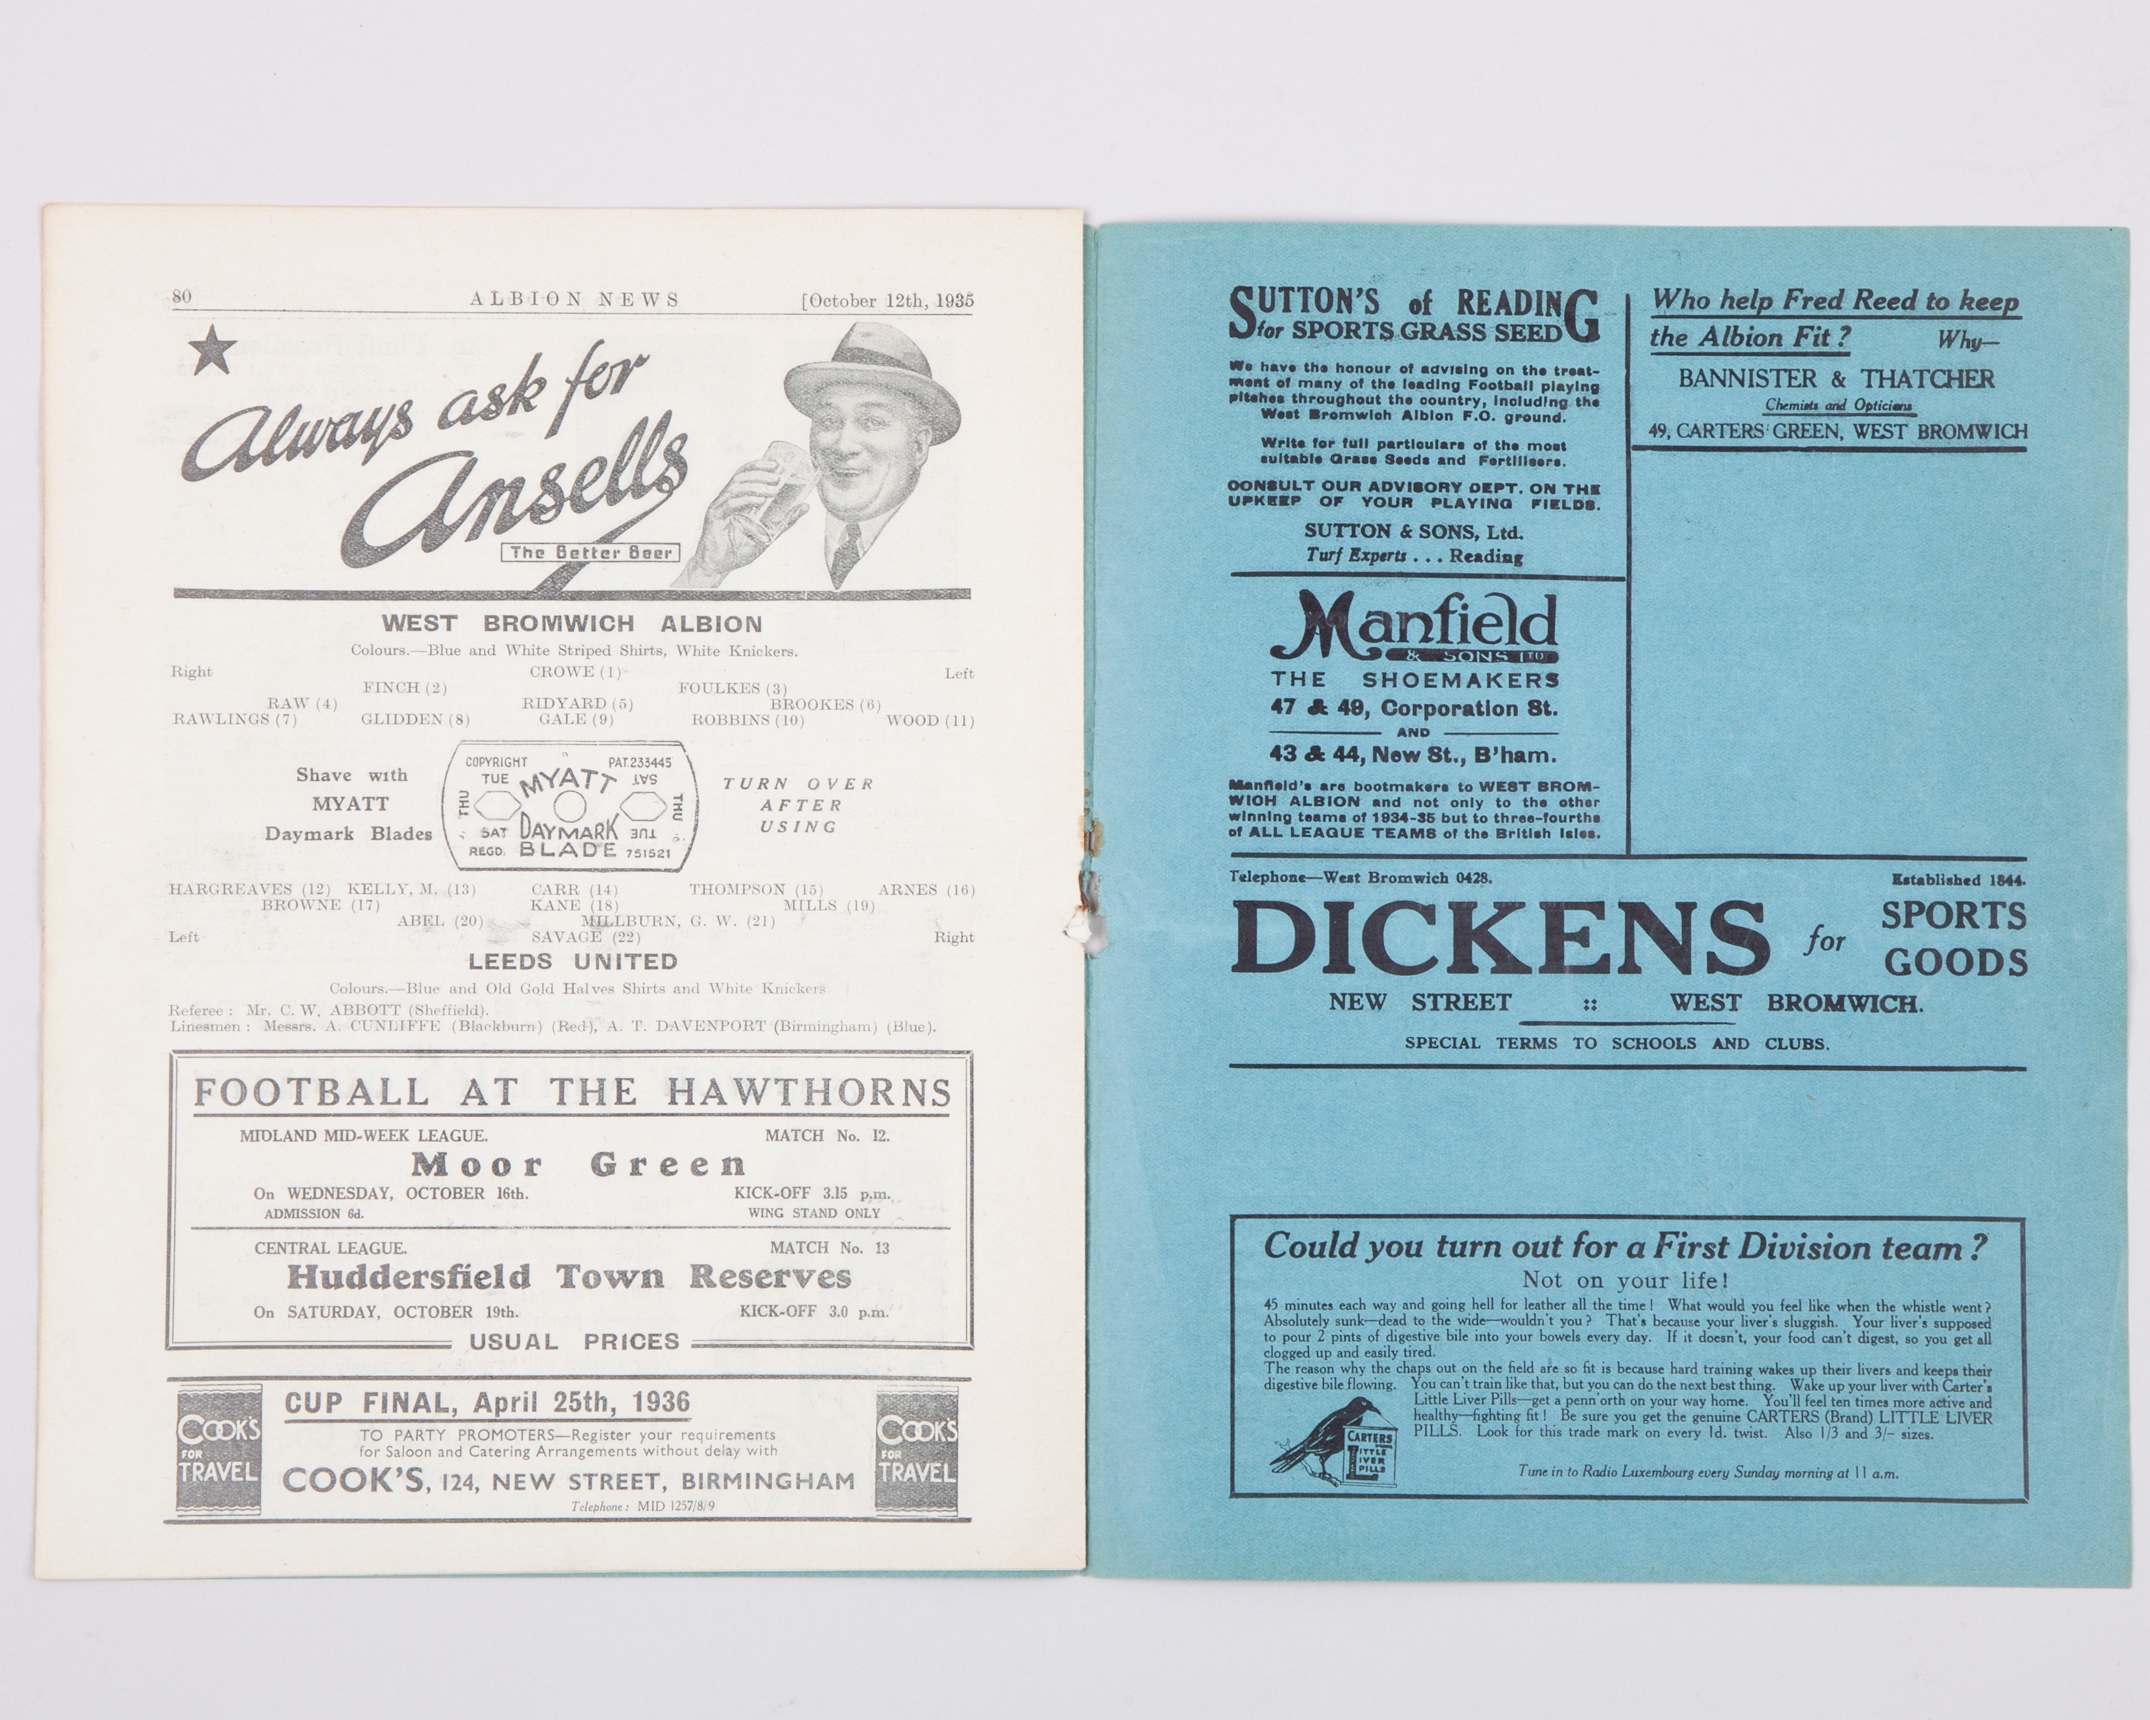 80 ALBION NEWS [October 12th, 1935
Always ask for
Ansells
The Better Beer
WEST BROMWICH ALBION
Colours.—Blue and White Striped Shirts, White Knickers.
Right CROWE (1) Left
FINCH (2) FOULKES (3)
RAW (4) RIDYARD (5) BROOKES (6)
RAWLINGS (7) GLIDDEN (8) GALE (9) ROBBINS (10) WOOD (11)
Shave with
MYATT
Daymark Blades
COPYRIGHT PAT.233445
TUE MYATT SAT
THU THU
SAT DAYMARK TUE
REGD. BLADE 751521
TURN OVER
AFTER
USING
HARGREAVES (12) KELLY, M. (13) CARR (14) THOMPSON (15) ARNES (16)
BROWNE (17) KANE (18) MILLS (19)
ABEL (20) MILLBURN, G. W. (21)
Left SAVAGE (22) Right
LEEDS UNITED
Colours.—Blue and Old Gold Halves Shirts and White Knickers
Referee : Mr. C. W. ABBOTT (Sheffield).
Linesmen : Messrs. A. CUNLIFFE (Blackburn) (Red), A. T. DAVENPORT (Birmingham) (Blue).
FOOTBALL AT THE HAWTHORNS
MIDLAND MID-WEEK LEAGUE. MATCH No. 12.
Moor Green
On WEDNESDAY, OCTOBER 16th. KICK-OFF 3.15 p.m.
ADMISSION 6d. WING STAND ONLY
CENTRAL LEAGUE. MATCH No. 13
Huddersfield Town Reserves
On SATURDAY, OCTOBER 19th. KICK-OFF 3.0 p.m.
USUAL PRICES
COOK'S
FOR
TRAVEL
CUP FINAL, April 25th, 1936
TO PARTY PROMOTERS—Register your requirements
for Saloon and Catering Arrangements without delay with
COOK'S, 124, NEW STREET, BIRMINGHAM
Telephone : MID 1257/8/9
COOK'S
FOR
TRAVEL
SUTTON'S of READING
for SPORTS GRASS SEED
We have the honour of advising on the treat-
ment of many of the leading Football playing
pitches throughout the country, including the
West Bromwich Albion F.C. ground.
Write for full particulars of the most
suitable Grass Seeds and Fertilisers.
CONSULT OUR ADVISORY DEPT. ON THE
UPKEEP OF YOUR PLAYING FIELDS.
SUTTON & SONS, Ltd.
Turf Experts . . . Reading
Who help Fred Reed to keep
the Albion Fit ? Why—
BANNISTER & THATCHER
Chemists and Opticians
49, CARTERS' GREEN, WEST BROMWICH
Manfield
& SONS LTD
THE SHOEMAKERS
47 & 49, Corporation St.
AND
43 & 44, New St., B'ham.
Manfield's are bootmakers to WEST BROM-
WICH ALBION and not only to the other
winning teams of 1934-35 but to three-fourths
of ALL LEAGUE TEAMS of the British Isles.
Telephone—West Bromwich 0428. Established 1844.
DICKENS for SPORTS
GOODS
NEW STREET :: WEST BROMWICH.
SPECIAL TERMS TO SCHOOLS AND CLUBS.
Could you turn out for a First Division team ?
Not on your life !
45 minutes each way and going hell for leather all the time ! What would you feel like when the whistle went ?
Absolutely sunk—dead to the wide—wouldn't you ? That's because your liver's sluggish. Your liver's supposed
to pour 2 pints of digestive bile into your bowels every day. If it doesn't, your food can't digest, so you get all
clogged up and easily tired.
The reason why the chaps out on the field are so fit is because hard training wakes up their livers and keeps their
digestive bile flowing. You can't train like that, but you can do the next best thing. Wake up your liver with Carter's
Little Liver Pills—get a penn'orth on your way home. You'll feel ten times more active and
healthy—fighting fit ! Be sure you get the genuine CARTERS (Brand) LITTLE LIVER
PILLS. Look for this trade mark on every 1d. twist. Also 1/3 and 3/- sizes.
CARTERS
LITTLE
LIVER
PILLS
Tune in to Radio Luxembourg every Sunday morning at 11 a.m.